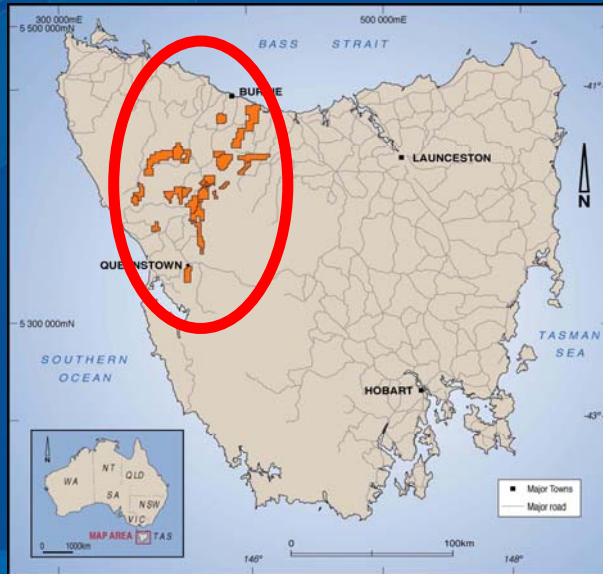 300 000mE
500 000mE
5 500 000mN
BASS STRAIT
41°
BURNIE
LAUNCESTON
N
QUEENSTOWN
5 300 000mN
TASMAN
SEA
SOUTHERN
OCEAN
HOBART
43°
N
NT
QLD
WA
SA
NSW
VIC
MAP AREA
TAS
0 1000km
Major Towns
Major road
0 100km
146°
148°